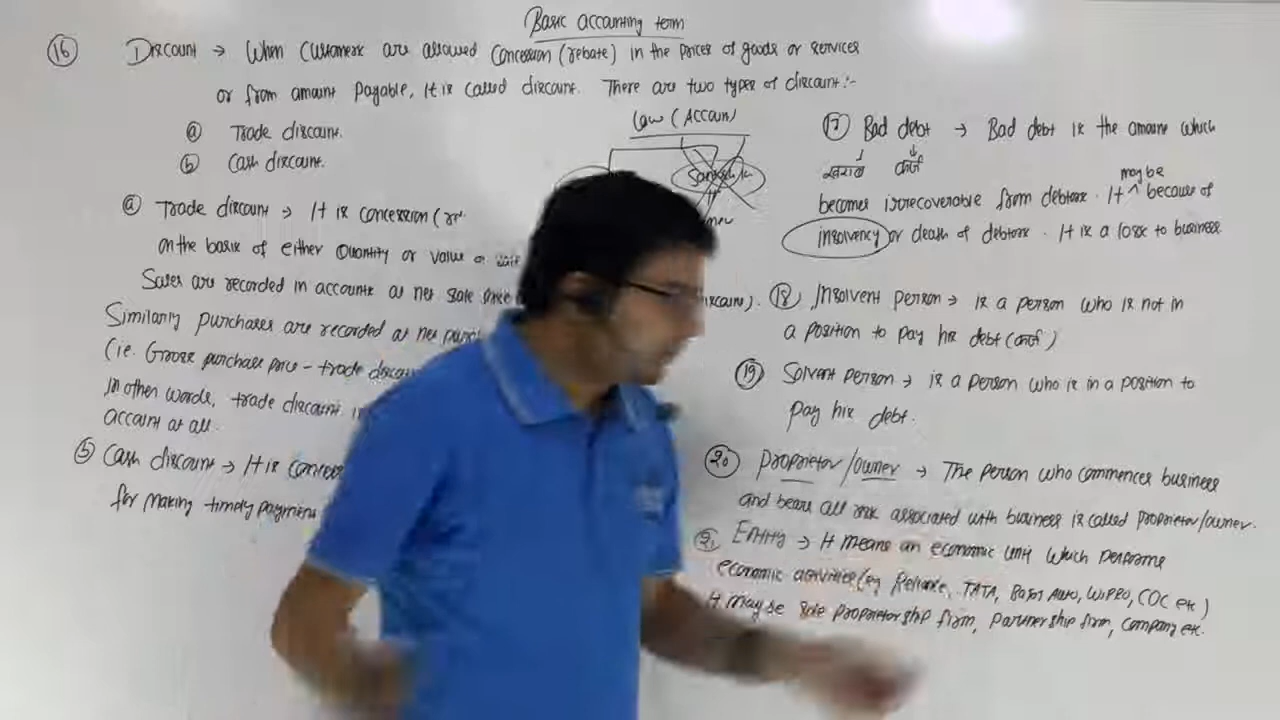 Basic accounting term
16 Discount → When customers are allowed concession (rebate) in the prices of goods or services
or from amount payable, It is called discount. There are two types of discount:-
(a) Trade discount.
(b) Cash discount.
(a) Trade discount → It is concession (
on the basis of either Quantity or value or
Sales are recorded in accounts at net sale price
Similarly purchases are recorded at net
(ie. Gross purchase price - trade
In other words, trade discount
account at all.
(b) Cash discount → It is
for making timely payment
Law (Account)
17 Bad debt → Bad debt is the amount which
खराब कर्ज
becomes irrecoverable from debtors. It may be because of
insolvency or death of debtors. It is a loss to business
18 Insolvent person → is a person who is not in
a position to pay his debt (कर्ज)
19 Solvent person → is a person who is in a position to
pay his debt.
20 Proprietor/owner → The person who commences business
and bears all risk associated with business is called proprietor/owner.
21 Entity → It means an economic unit which performs
economic activities (eg Reliance, TATA, Bajaj Auto, WIPRO, COC etc)
It may be sole proprietorship firm, partnership firm, company etc.